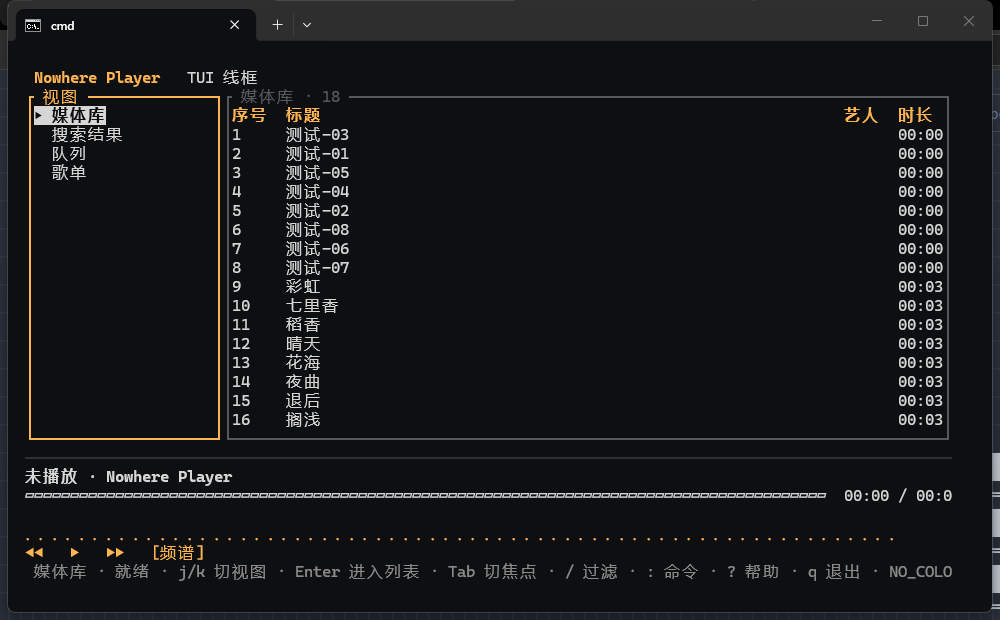 cmd
Nowhere Player TUI 线框
视图
▸ 媒体库
搜索结果
队列
歌单
媒体库 · 18
序号 标题 艺人 时长
1 测试-03 00:00
2 测试-01 00:00
3 测试-05 00:00
4 测试-04 00:00
5 测试-02 00:00
6 测试-08 00:00
7 测试-06 00:00
8 测试-07 00:00
9 彩虹 00:03
10 七里香 00:03
11 稻香 00:03
12 晴天 00:03
13 花海 00:03
14 夜曲 00:03
15 退后 00:03
16 搁浅 00:03
未播放 · Nowhere Player
00:00 / 00:0
[频谱]
媒体库 · 就绪 · j/k 切视图 · Enter 进入列表 · Tab 切焦点 · / 过滤 · : 命令 · ? 帮助 · q 退出 · NO_COLO